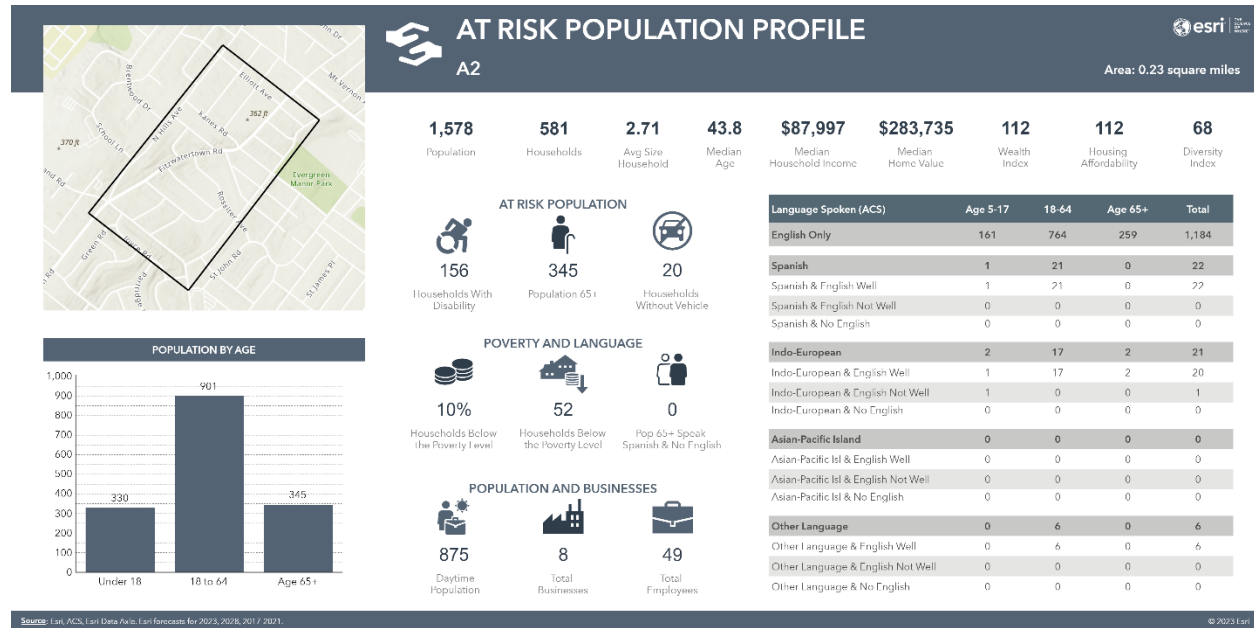 AT RISK POPULATION PROFILE
A2
esri
THE
SCIENCE
OF
WHERE
Area: 0.23 square miles
Brentwood Dr
Elliott Ave
Mt Vernon
School Ln
N Hills Ave
Kanes Rd
362 ft
370 ft
Fitzwatertown Rd
Evergreen
Manor Park
Rossiter Ave
Green Rd
St John Rd
St James Pl
1,578
Population
581
Households
2.71
Avg Size
Household
43.8
Median
Age
$87,997
Median
Household Income
$283,735
Median
Home Value
112
Wealth
Index
112
Housing
Affordability
68
Diversity
Index
AT RISK POPULATION
156
Households With
Disability
345
Population 65+
20
Households
Without Vehicle
POVERTY AND LANGUAGE
10%
Households Below
the Poverty Level
52
Households Below
the Poverty Level
0
Pop 65+ Speak
Spanish & No English
POPULATION AND BUSINESSES
875
Daytime
Population
8
Total
Businesses
49
Total
Employees
POPULATION BY AGE
1,000
900
800
700
600
500
400
300
200
100
0
330
901
345
Under 18
18 to 64
Age 65+
Language Spoken (ACS) Age 5-17 18-64 Age 65+ Total
English Only 161 764 259 1,184
Spanish 1 21 0 22
Spanish & English Well 1 21 0 22
Spanish & English Not Well 0 0 0 0
Spanish & No English 0 0 0 0
Indo-European 2 17 2 21
Indo-European & English Well 1 17 2 20
Indo-European & English Not Well 1 0 0 1
Indo-European & No English 0 0 0 0
Asian-Pacific Island 0 0 0 0
Asian-Pacific Isl & English Well 0 0 0 0
Asian-Pacific Isl & English Not Well 0 0 0 0
Asian-Pacific Isl & No English 0 0 0 0
Other Language 0 6 0 6
Other Language & English Well 0 6 0 6
Other Language & English Not Well 0 0 0 0
Other Language & No English 0 0 0 0
Source: Esri, ACS, Esri-Data Axle. Esri forecasts for 2023, 2028, 2017-2021.
© 2023 Esri